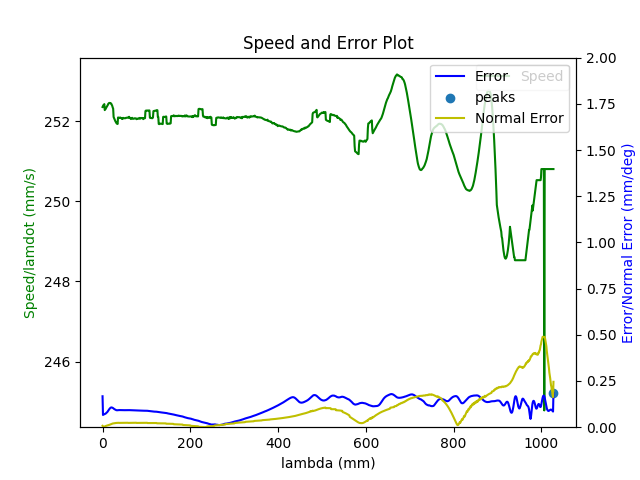 Speed and Error Plot
Error
Speed
peaks
Normal Error
Speed/lamdot (mm/s)
252
250
248
246
2.00
1.75
1.50
1.25
1.00
0.75
0.50
0.25
0.00
Error/Normal Error (mm/deg)
0
200
400
600
800
1000
lambda (mm)